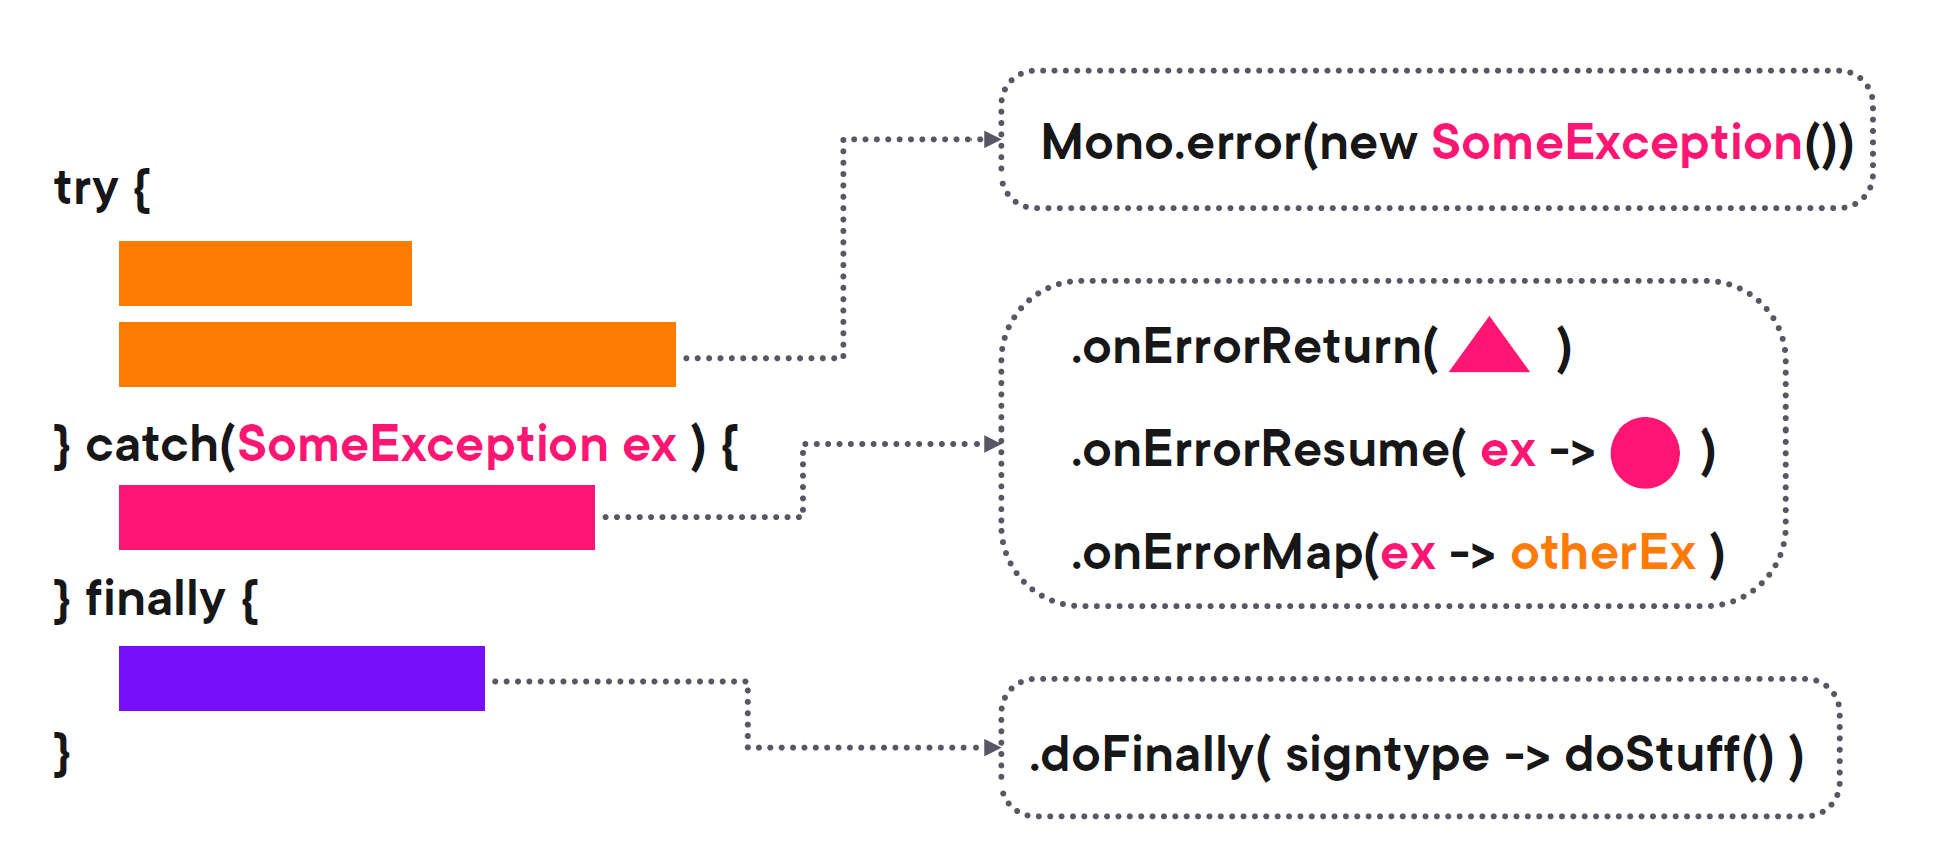 try {
} catch(SomeException ex ) {
} finally {
}
Mono.error(new SomeException())
.onErrorReturn( )
.onErrorResume( ex -> )
.onErrorMap(ex -> otherEx )
.doFinally( signtype -> doStuff() )